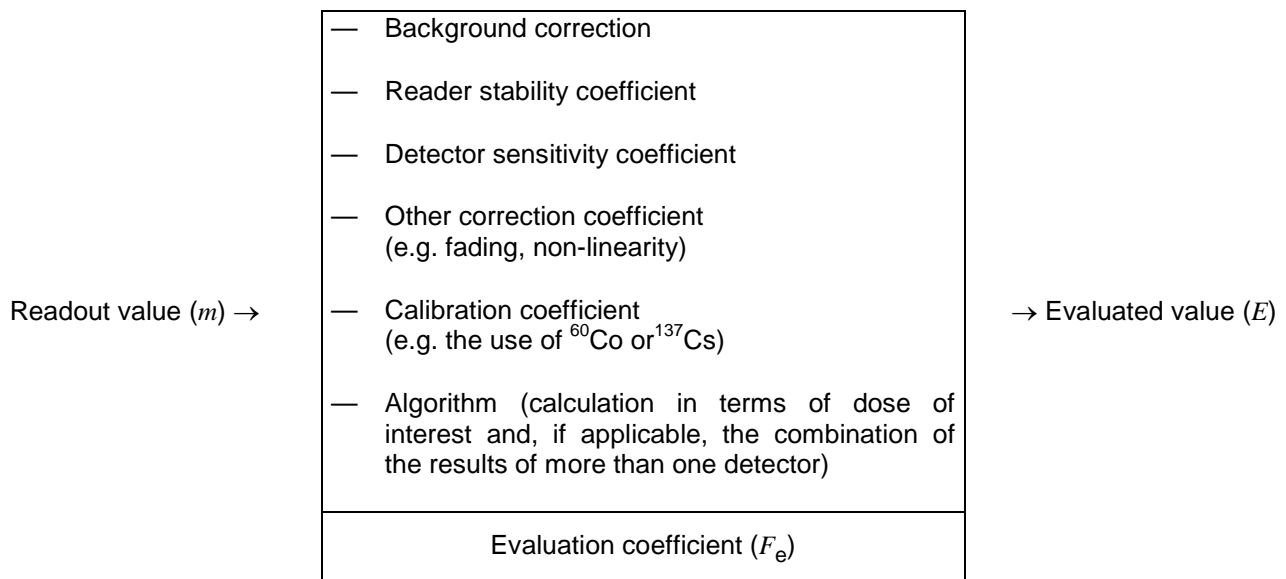 — Background correction
— Reader stability coefficient
— Detector sensitivity coefficient
— Other correction coefficient
(e.g. fading, non-linearity)
Readout value (m) →
— Calibration coefficient
(e.g. the use of ⁶⁰Co or¹³⁷Cs)
→ Evaluated value (E)
— Algorithm (calculation in terms of dose of
interest and, if applicable, the combination of
the results of more than one detector)
Evaluation coefficient (Fₑ)